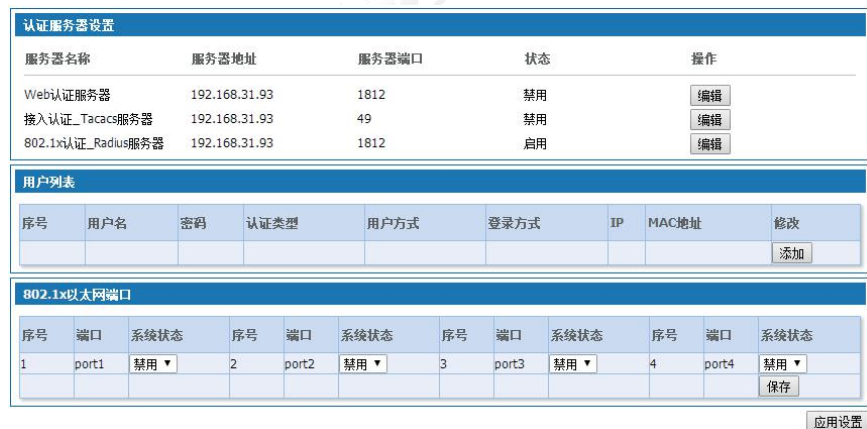 认证服务器设置
服务器名称 服务器地址 服务器端口 状态 操作
Web认证服务器 192.168.31.93 1812 禁用 编辑
接入认证_Tacacs服务器 192.168.31.93 49 禁用 编辑
802.1x认证_Radius服务器 192.168.31.93 1812 启用 编辑
用户列表
序号 用户名 密码 认证类型 用户方式 登录方式 IP MAC地址 修改
添加
802.1x以太网端口
序号 端口 系统状态 序号 端口 系统状态 序号 端口 系统状态 序号 端口 系统状态
1 port1 禁用 2 port2 禁用 3 port3 禁用 4 port4 禁用
保存
应用设置